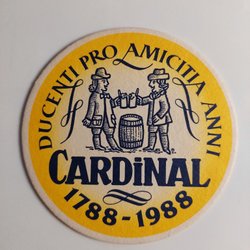 DUCENTI PRO AMICITIA ANNI
CARDiNAL
1788-1988